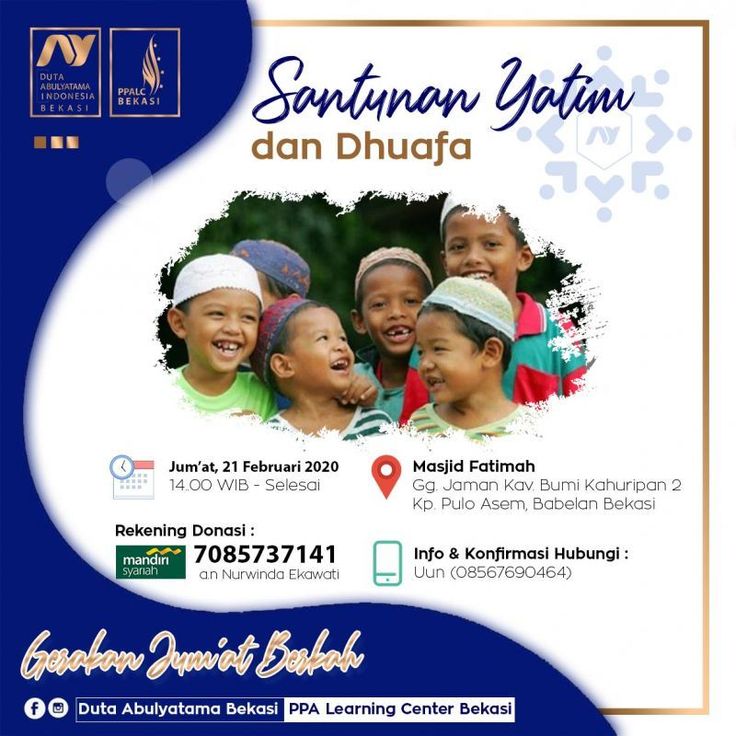 DUTA
ABULYATAMA
INDONESIA
BEKASI
PPALC
BEKASI
Santunan Yatim
dan Dhuafa
Jum'at, 21 Februari 2020
14.00 WIB - Selesai
Masjid Fatimah
Gg. Jaman Kav. Bumi Kahuripan 2
Kp. Pulo Asem, Babelan Bekasi
Rekening Donasi :
mandiri
syariah
7085737141
a.n Nurwinda Ekawati
Info & Konfirmasi Hubungi :
Uun (08567690464)
Gerakan Jum'at Berkah
Duta Abulyatama Bekasi
PPA Learning Center Bekasi